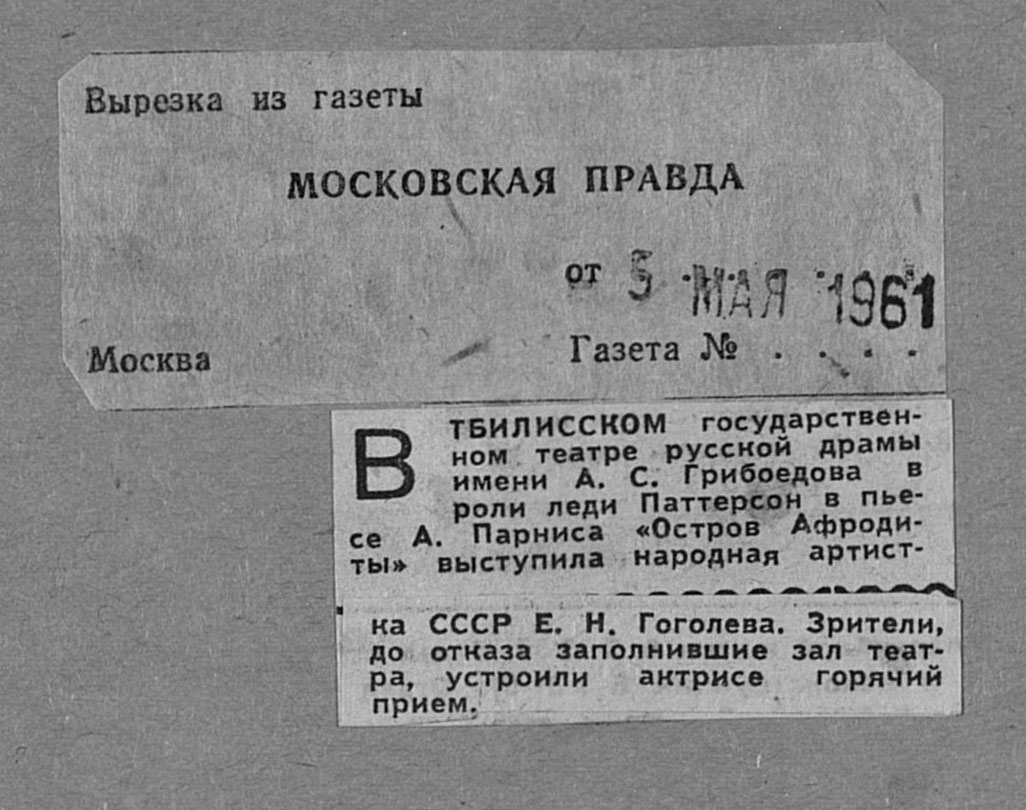 Вырезка из газеты
МОСКОВСКАЯ ПРАВДА
от 5 МАЯ 1961
Москва
Газета № . . . .
В ТБИЛИССКОМ государствен-
ном театре русской драмы
имени А. С. Грибоедова в
роли леди Паттерсон в пье-
се А. Парниса «Остров Афроди-
ты» выступила народная артист-
ка СССР Е. Н. Гоголева. Зрители,
до отказа заполнившие зал теат-
ра, устроили актрисе горячий
прием.